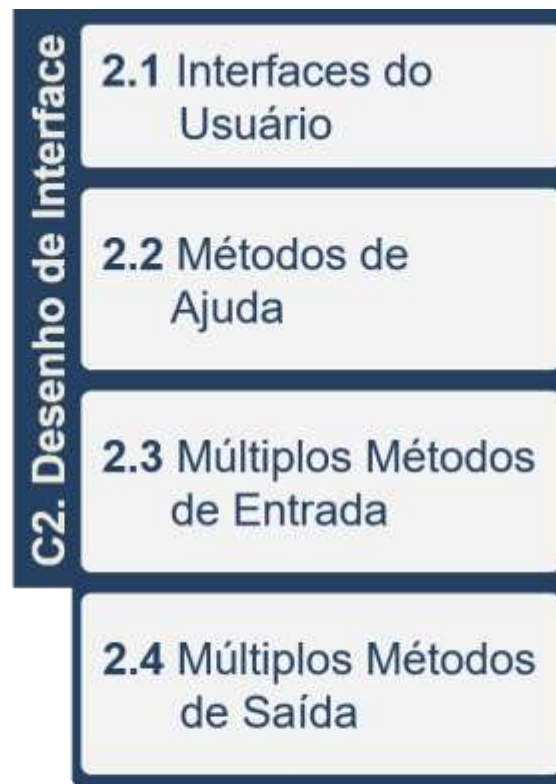 C2. Desenho de Interface
2.1 Interfaces do
Usuário
2.2 Métodos de
Ajuda
2.3 Múltiplos Métodos
de Entrada
2.4 Múltiplos Métodos
de Saída